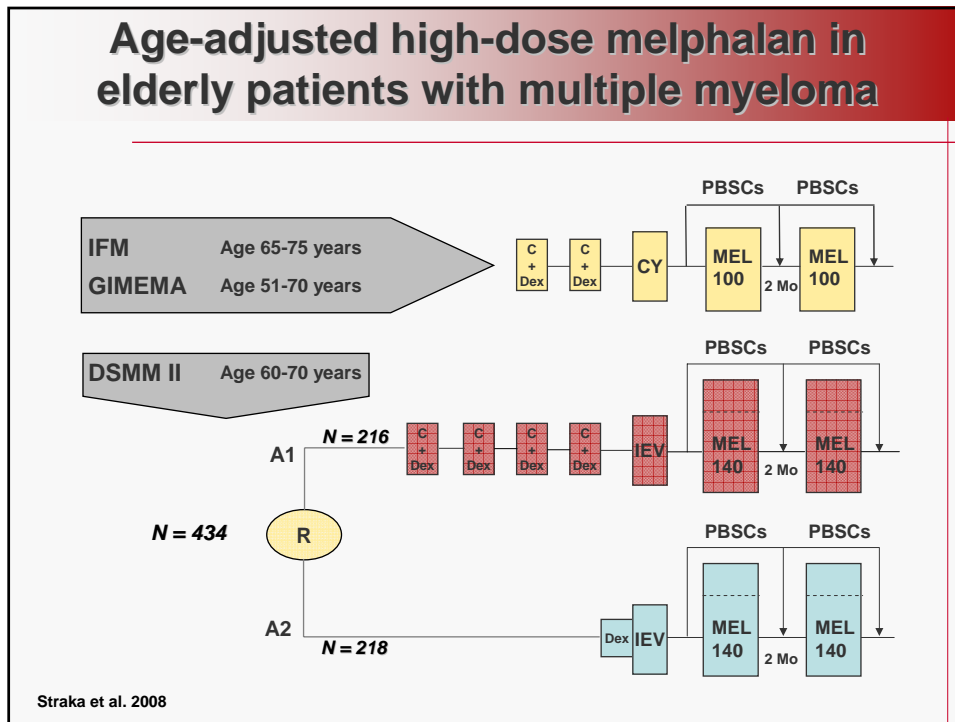 Age-adjusted high-dose melphalan in
elderly patients with multiple myeloma
PBSCs PBSCs
IFM Age 65-75 years
GIMEMA Age 51-70 years
C
+
Dex
C
+
Dex
CY
MEL
100
2 Mo
MEL
100
DSMM II Age 60-70 years
PBSCs PBSCs
A1
N = 216
C
+
Dex
C
+
Dex
C
+
Dex
C
+
Dex
IEV
MEL
140
2 Mo
MEL
140
N = 434
R
PBSCs PBSCs
A2
N = 218
Dex
IEV
MEL
140
2 Mo
MEL
140
Straka et al. 2008